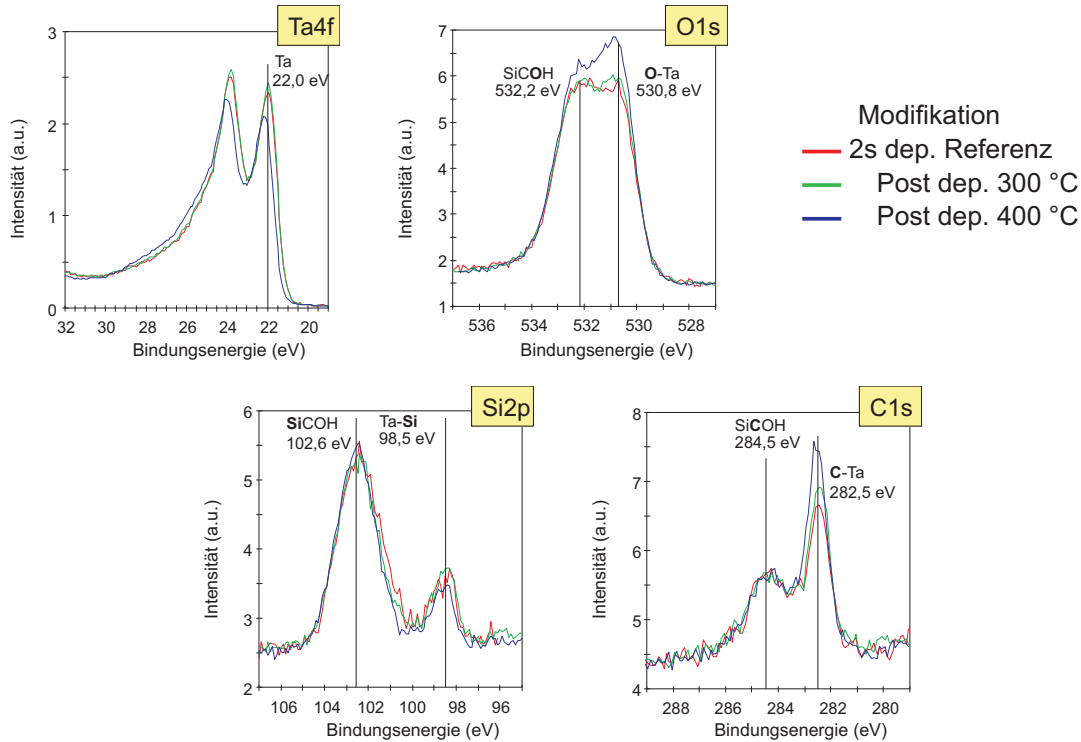 Ta4f
3
2
1
0
Ta
22,0 eV
Intensität (a.u.)
32 30 28 26 24 22 20
Bindungsenergie (eV)
O1s
7
6
5
4
3
2
1
SiCOH
532,2 eV
O-Ta
530,8 eV
Intensität (a.u.)
536 534 532 530 528
Bindungsenergie (eV)
Modifikation
2s dep. Referenz
Post dep. 300 °C
Post dep. 400 °C
Si2p
6
5
4
3
2
SiCOH
102,6 eV
Ta-Si
98,5 eV
Intensität (a.u.)
106 104 102 100 98 96
Bindungsenergie (eV)
C1s
8
7
6
5
4
SiCOH
284,5 eV
C-Ta
282,5 eV
Intensität (a.u.)
288 286 284 282 280
Bindungsenergie (eV)